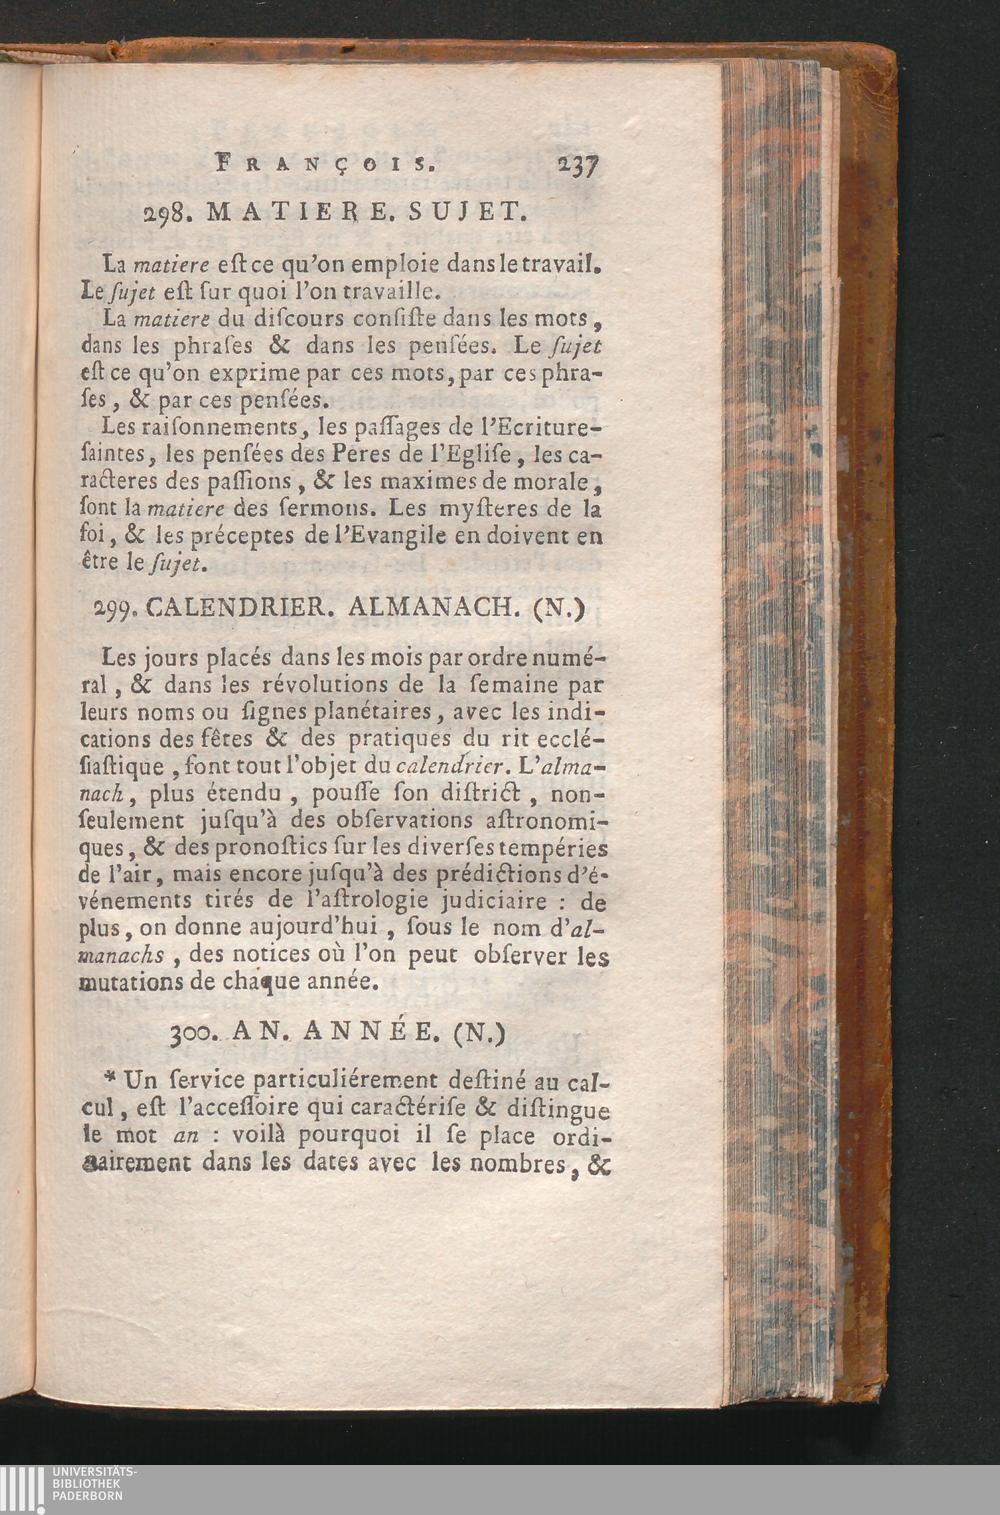 FRANÇOIS. 237
298. MATIERE. SUJET.
La matiere eſt ce qu'on emploie dans le travail.
Le ſujet eſt ſur quoi l'on travaille.
La matiere du diſcours conſiſte dans les mots,
dans les phraſes & dans les penſées. Le ſujet
eſt ce qu'on exprime par ces mots, par ces phra-
ſes, & par ces penſées.
Les raiſonnements, les paſſages de l'Ecriture-
ſaintes, les penſées des Peres de l'Egliſe, les ca-
racteres des paſſions, & les maximes de morale,
ſont la matiere des ſermons. Les myſteres de la
foi, & les préceptes de l'Evangile en doivent en
être le ſujet.
299. CALENDRIER. ALMANACH. (N.)
Les jours placés dans les mois par ordre numé-
ral, & dans les révolutions de la ſemaine par
leurs noms ou ſignes planétaires, avec les indi-
cations des fêtes & des pratiques du rit ecclé-
ſiaſtique, font tout l'objet du calendrier. L'alma-
nach, plus étendu, pouſſe ſon diſtrict, non-
ſeulement juſqu'à des obſervations aſtronomi-
ques, & des pronoſtics ſur les diverſes tempéries
de l'air, mais encore juſqu'à des prédictions d'é-
vénements tirés de l'aſtrologie judiciaire : de
plus, on donne aujourd'hui, ſous le nom d'al-
manachs, des notices où l'on peut obſerver les
mutations de chaque année.
300. AN. ANNÉE. (N.)
* Un ſervice particuliérement deſtiné au cal-
cul, eſt l'acceſſoire qui caractériſe & diſtingue
le mot an : voilà pourquoi il ſe place ordi-
nairement dans les dates avec les nombres, &
UNIVERSITÄTS-
BIBLIOTHEK
PADERBORN